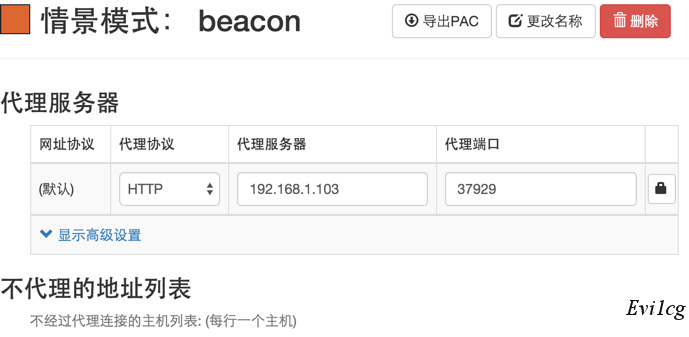 情景模式： beacon
导出PAC 更改名称 删除
代理服务器
网址协议 代理协议 代理服务器 代理端口
(默认) HTTP 192.168.1.103 37929
显示高级设置
不代理的地址列表
不经过代理连接的主机列表: (每行一个主机)
Evi1cg